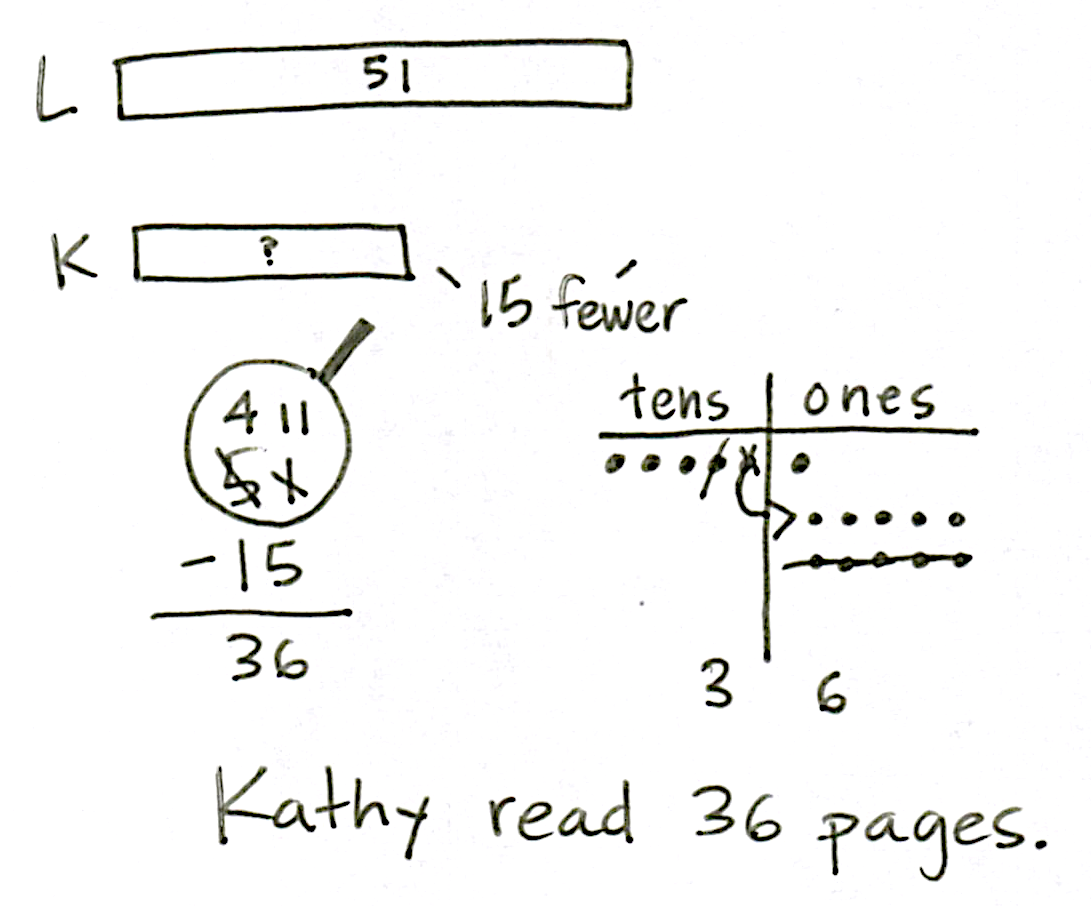 L 51
K ?
15 fewer
4 11
5 1
-15
36
tens ones
3 6
Kathy read 36 pages.